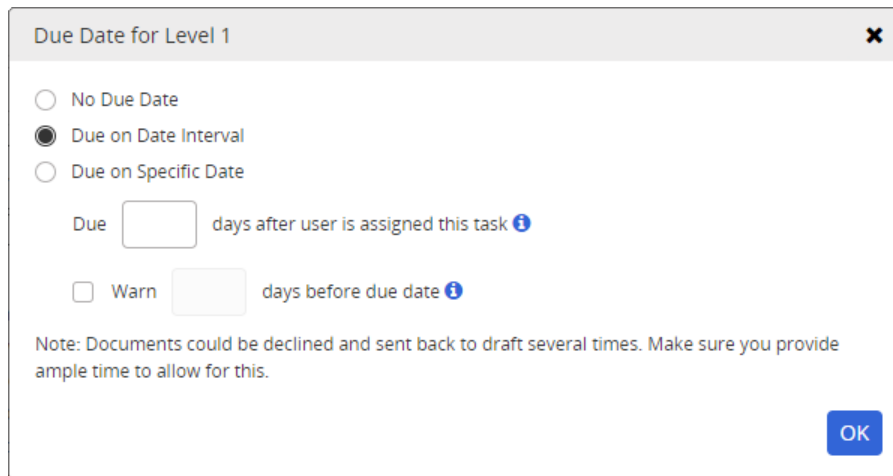 Due Date for Level 1
No Due Date
Due on Date Interval
Due on Specific Date
Due days after user is assigned this task
Warn days before due date
Note: Documents could be declined and sent back to draft several times. Make sure you provide
ample time to allow for this.
OK